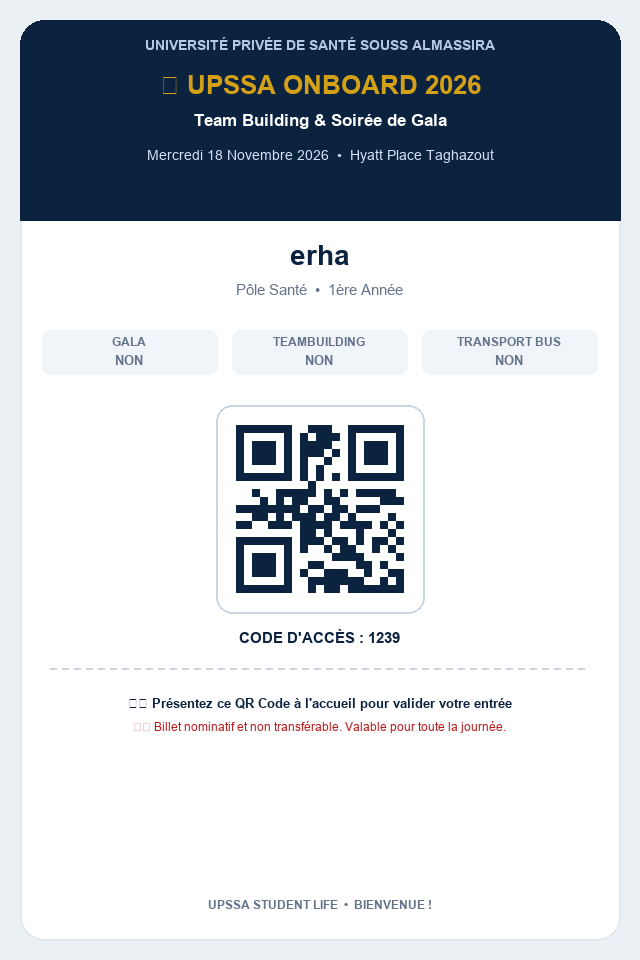 UNIVERSITÉ PRIVÉE DE SANTÉ SOUSS ALMASSIRA
UPSSA ONBOARD 2026
Team Building & Soirée de Gala
Mercredi 18 Novembre 2026 • Hyatt Place Taghazout
erha
Pôle Santé • 1ère Année
GALA
NON
TEAMBUILDING
NON
TRANSPORT BUS
NON
CODE D'ACCÈS : 1239
Présentez ce QR Code à l'accueil pour valider votre entrée
Billet nominatif et non transférable. Valable pour toute la journée.
UPSSA STUDENT LIFE • BIENVENUE !